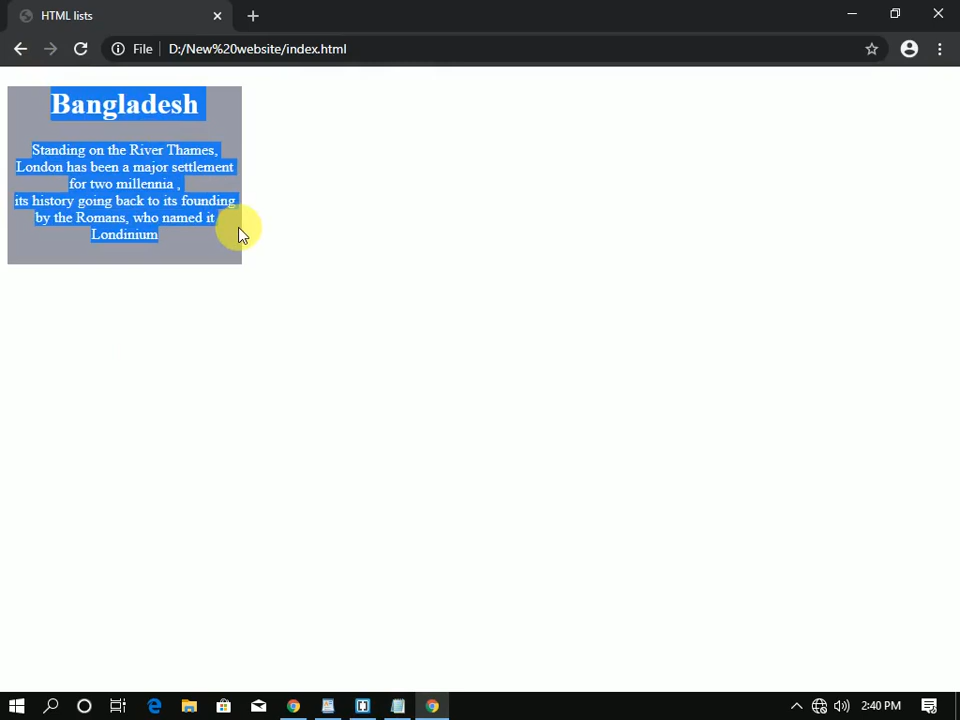 HTML lists
File
D:/New%20website/index.html
Bangladesh
Standing on the River Thames,
London has been a major settlement
for two millennia ,
its history going back to its founding
by the Romans, who named it
Londinium
2:40 PM